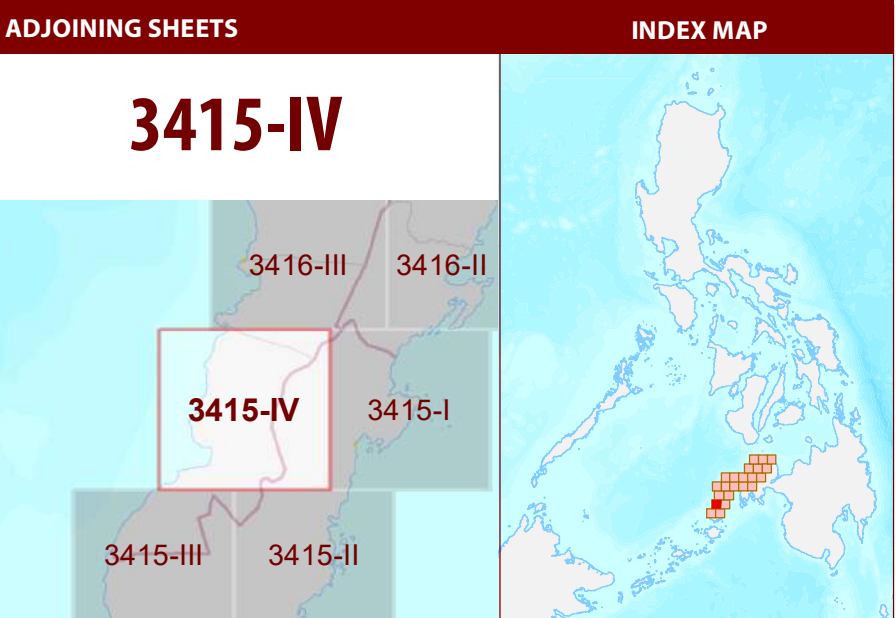 ADJOINING SHEETS
INDEX MAP
3415-IV
3416-III
3416-II
3415-IV
3415-I
3415-III
3415-II